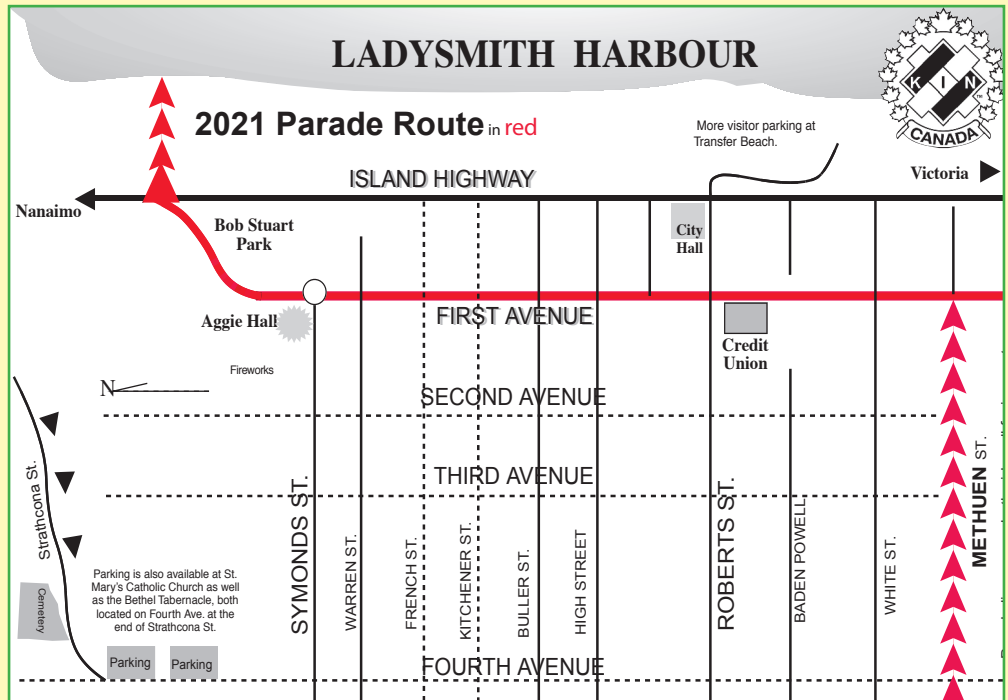 LADYSMITH HARBOUR
KIN
™
CANADA
2021 Parade Route in red
More visitor parking at
Transfer Beach.
ISLAND HIGHWAY
Victoria
Nanaimo
Bob Stuart
Park
City
Hall
Aggie Hall
FIRST AVENUE
Credit
Union
Fireworks
N
SECOND AVENUE
THIRD AVENUE
Strathcona St.
SYMONDS ST.
WARREN ST.
FRENCH ST.
KITCHENER ST.
BULLER ST.
HIGH STREET
ROBERTS ST.
BADEN POWELL
WHITE ST.
METHUEN ST.
Parking is also available at St.
Mary's Catholic Church as well
as the Bethel Tabernacle, both
located on Fourth Ave. at the
end of Strathcona St.
Cemetery
Parking
Parking
FOURTH AVENUE